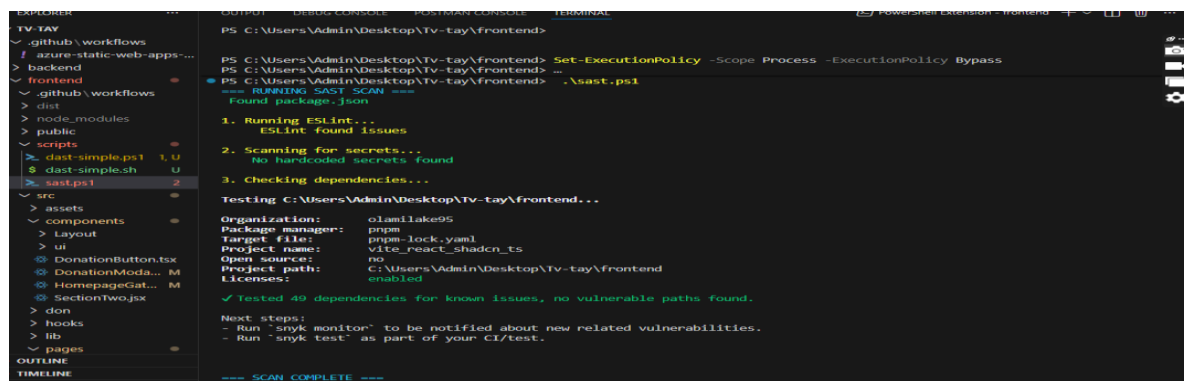 EXPLORER ...
TV-TAY
.github\workflows
azure-static-web-apps-...
backend
frontend
.github\workflows
dist
node_modules
public
scripts
dast-simple.ps1 1, U
dast-simple.sh U
sast.ps1 2
src
assets
components
Layout
ui
DonationButton.tsx
DonationModa... M
HomepageGat... M
SectionTwo.jsx
don
hooks
lib
pages
OUTLINE
TIMELINE
OUTPUT DEBUG CONSOLE POSTMAN CONSOLE TERMINAL PowerShell Extension - frontend
PS C:\Users\Admin\Desktop\Tv-tay\frontend>
PS C:\Users\Admin\Desktop\Tv-tay\frontend> Set-ExecutionPolicy -Scope Process -ExecutionPolicy Bypass
PS C:\Users\Admin\Desktop\Tv-tay\frontend> …
PS C:\Users\Admin\Desktop\Tv-tay\frontend> .\sast.ps1
=== RUNNING SAST SCAN ===
Found package.json
1. Running ESLint...
ESLint found issues
2. Scanning for secrets...
No hardcoded secrets found
3. Checking dependencies...
Testing C:\Users\Admin\Desktop\Tv-tay\frontend...
Organization: olamilake95
Package manager: pnpm
Target file: pnpm-lock.yaml
Project name: vite_react_shadcn_ts
Open source: no
Project path: C:\Users\Admin\Desktop\Tv-tay\frontend
Licenses: enabled
✓ Tested 49 dependencies for known issues, no vulnerable paths found.
Next steps:
- Run `snyk monitor` to be notified about new related vulnerabilities.
- Run `snyk test` as part of your CI/test.
=== SCAN COMPLETE ===